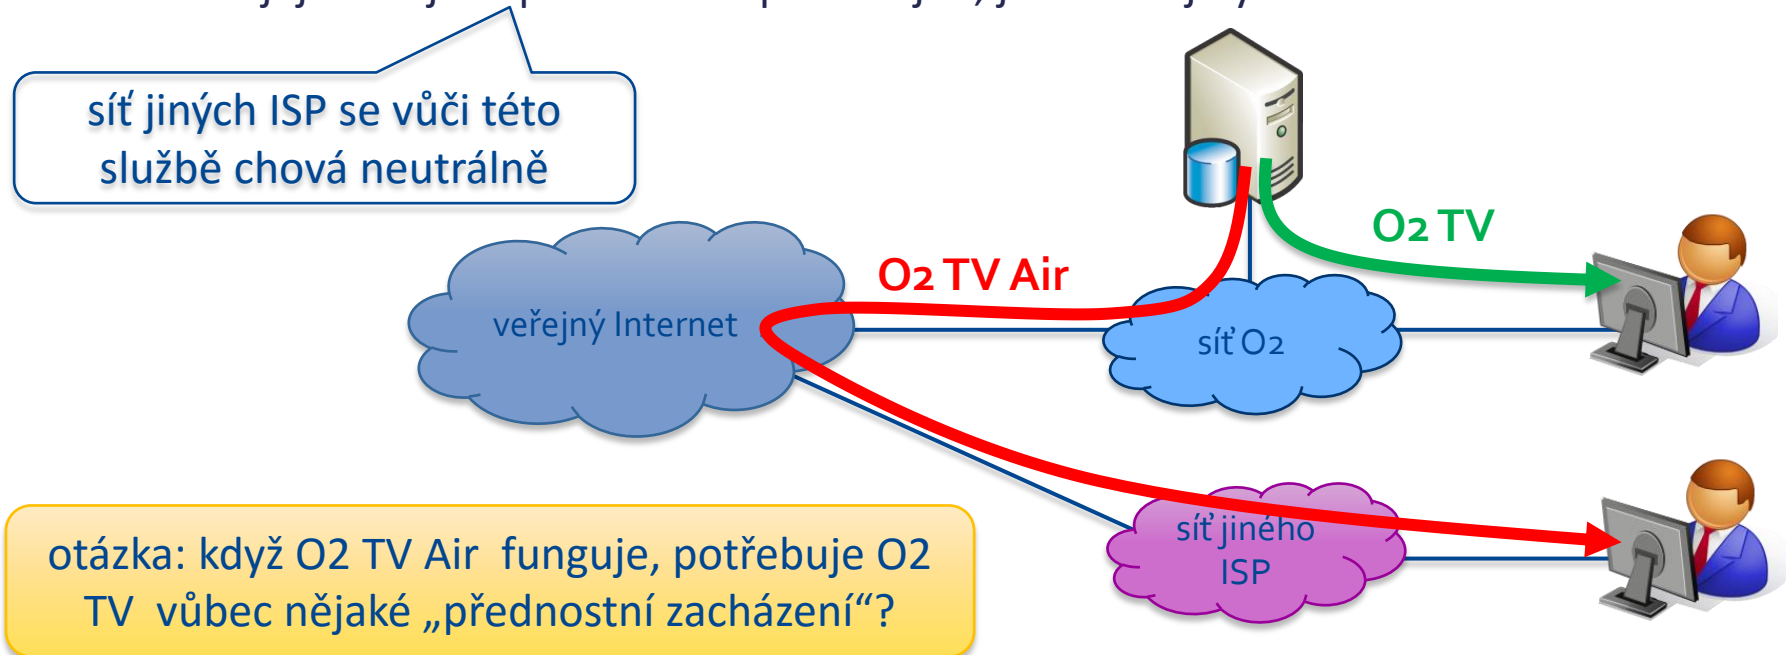 síť jiných ISP se vůči této
službě chová neutrálně
O2 TV
O2 TV Air
veřejný Internet
síť O2
síť jiného
ISP
otázka: když O2 TV Air funguje, potřebuje O2
TV vůbec nějaké „přednostní zacházení“?